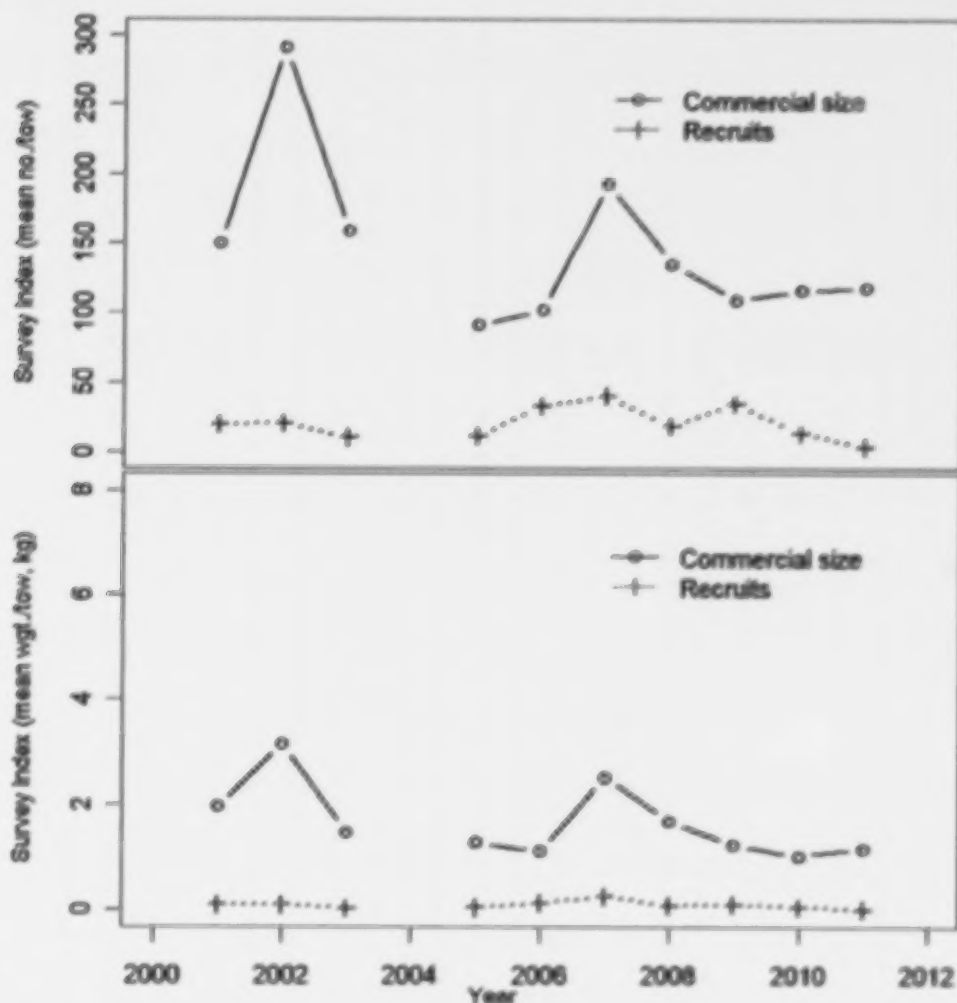 Survey Index (mean no./tow)
300
250
200
150
100
50
0
Commercial size
Recruits
Survey Index (mean wgt./tow, kg)
8
6
4
2
0
Commercial size
Recruits
2000 2002 2004 2006 2008 2010 2012
Year